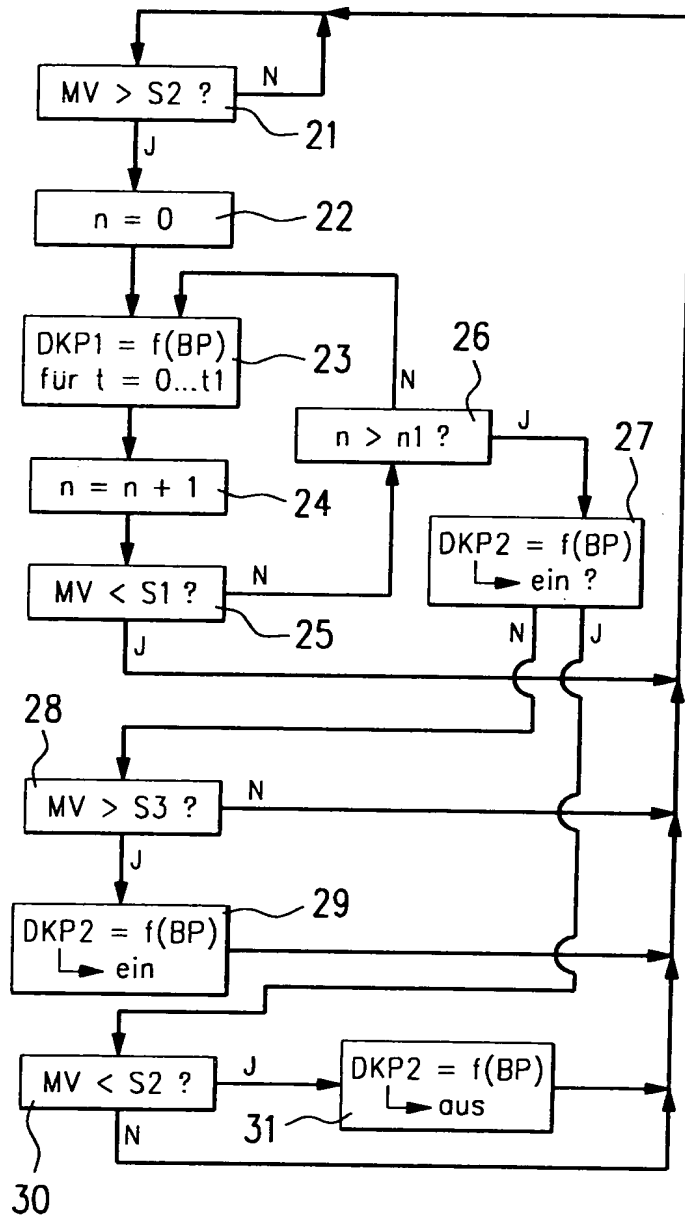 N
MV > S2 ?
21
J
n = 0
22
DKP1 = f(BP)
für t = 0...t1
23
N
26
n > n1 ?
J
27
n = n + 1
24
DKP2 = f(BP)
ein ?
MV < S1 ?
N
25
J
N
J
28
MV > S3 ?
N
J
29
DKP2 = f(BP)
ein
MV < S2 ?
J
DKP2 = f(BP)
aus
31
N
30